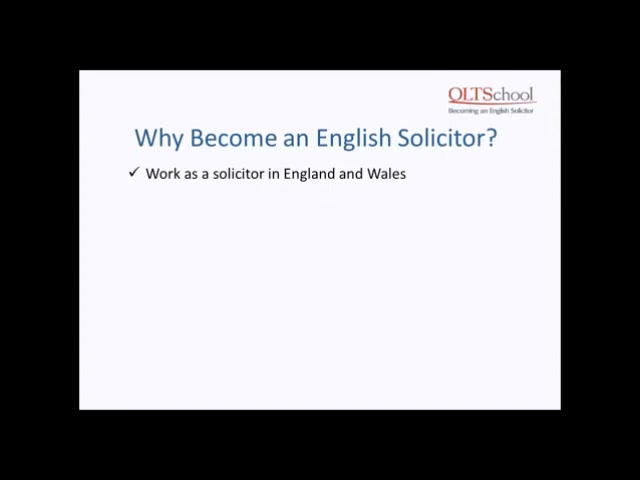 QLTSchool
Becoming an English Solicitor
Why Become an English Solicitor?
✓ Work as a solicitor in England and Wales